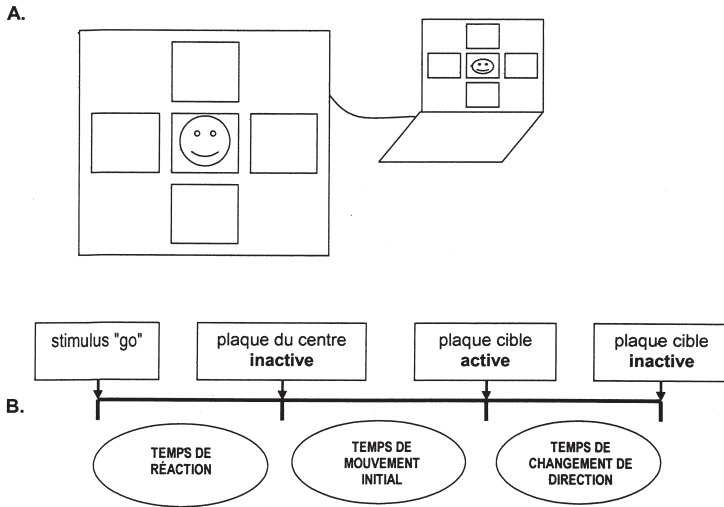 A.
stimulus "go"
plaque du centre
inactive
plaque cible
active
plaque cible
inactive
B.
TEMPS DE
RÉACTION
TEMPS DE
MOUVEMENT
INITIAL
TEMPS DE
CHANGEMENT DE
DIRECTION